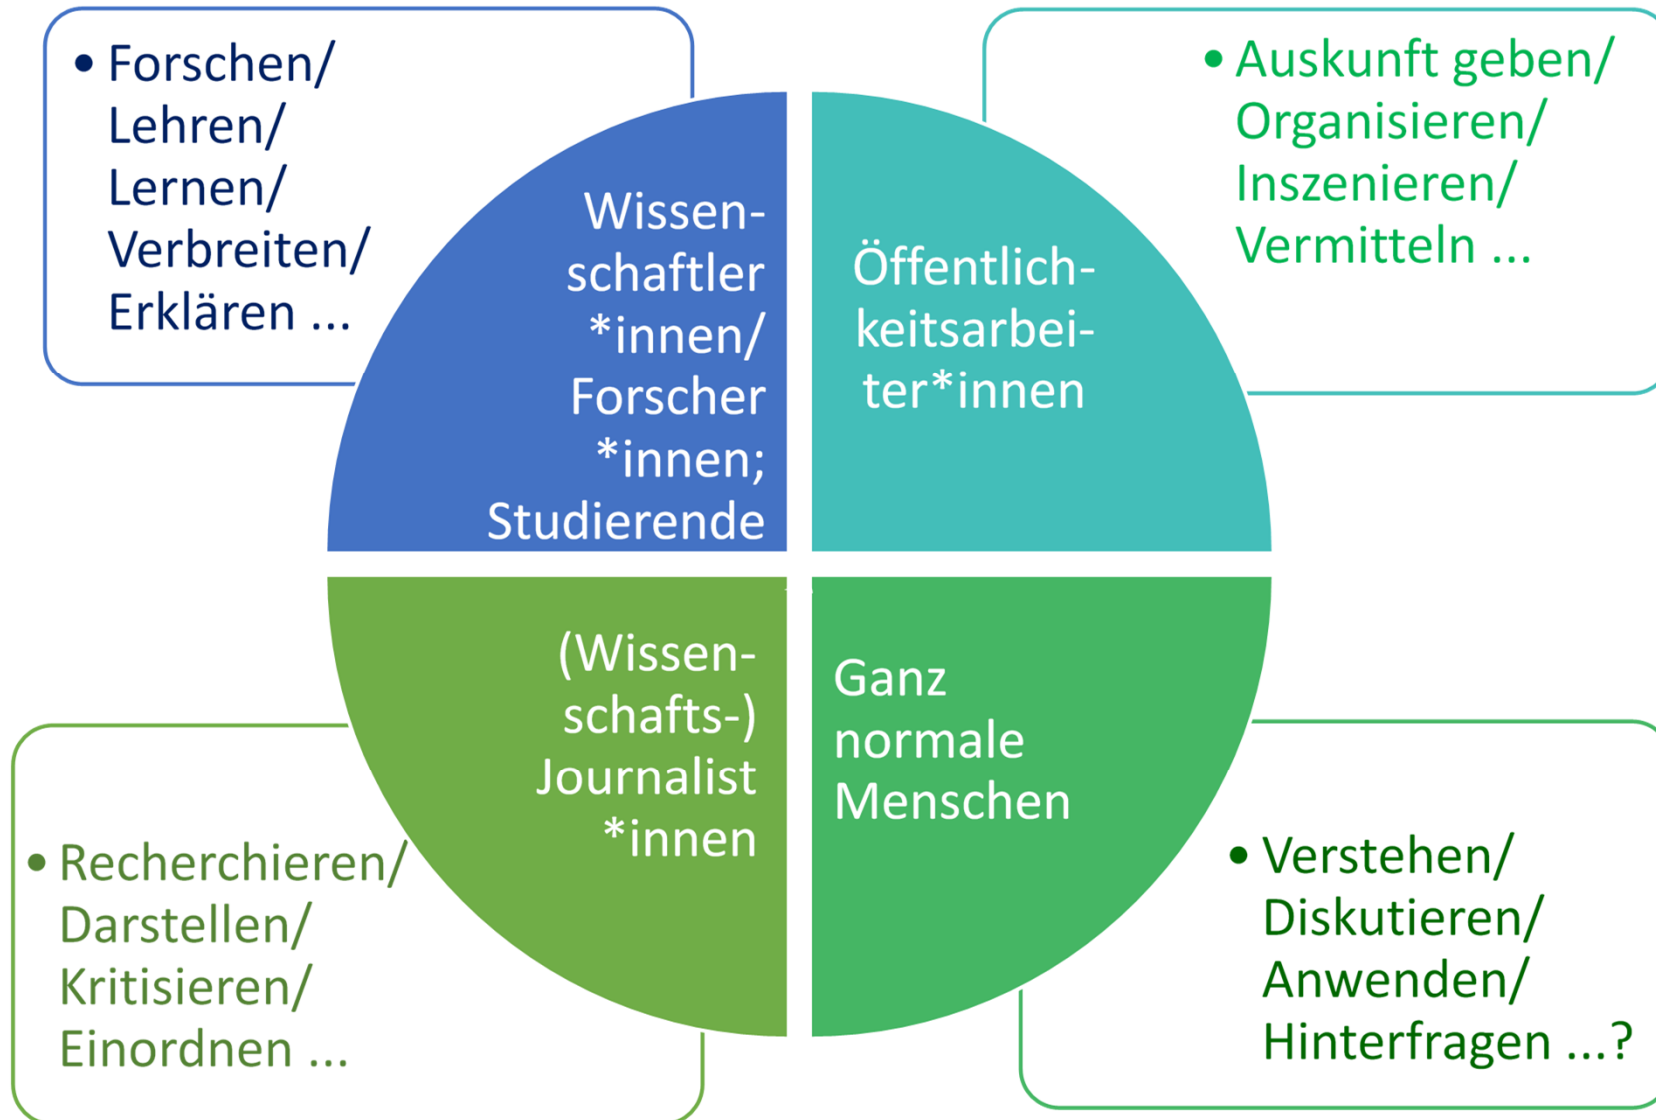 • Forschen/
Lehren/
Lernen/
Verbreiten/
Erklären ...
Wissen-
schaftler
*innen/
Forscher
*innen;
Studierende
• Auskunft geben/
Organisieren/
Inszenieren/
Vermitteln ...
Öffentlich-
keitsarbei-
ter*innen
(Wissen-
schafts-)
Journalist
*innen
• Recherchieren/
Darstellen/
Kritisieren/
Einordnen ...
Ganz
normale
Menschen
• Verstehen/
Diskutieren/
Anwenden/
Hinterfragen ...?